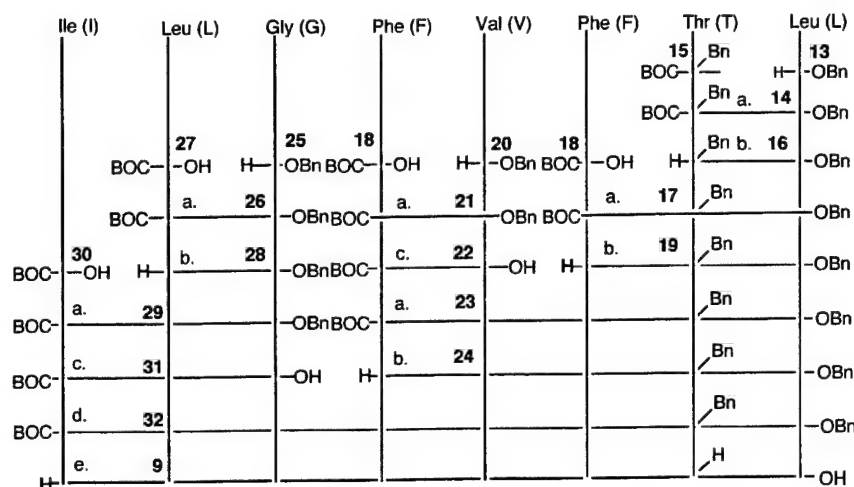 Ile (I) Leu (L) Gly (G) Phe (F) Val (V) Phe (F) Thr (T) Leu (L)
15 Bn 13
BOC H OBn
BOC Bn a. 14 OBn
27 25 18 20 18 Bn b. 16
BOC OH H OBn BOC OH H OBn BOC OH H OBn
a. 26 a. 21 a. 17 Bn
BOC OBn BOC OBn BOC OBn
30 b. 28 c. 22 b. 19 Bn
BOC OH H OBn BOC OH H OBn
a. 29 a. 23 Bn
BOC OBn BOC OBn
c. 31 b. 24 Bn
BOC OH H OBn
d. 32 Bn
BOC OBn
e. 9 H
H OH